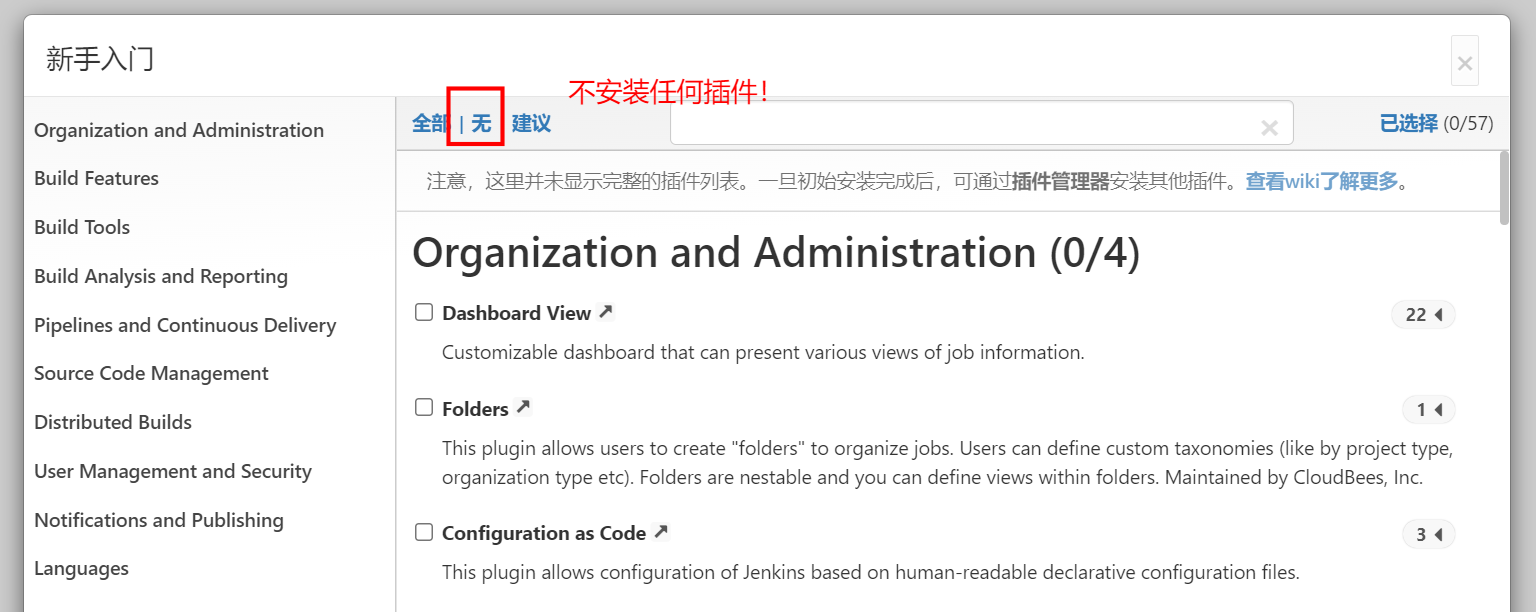 新手入门
×
不安装任何插件！
Organization and Administration
Build Features
Build Tools
Build Analysis and Reporting
Pipelines and Continuous Delivery
Source Code Management
Distributed Builds
User Management and Security
Notifications and Publishing
Languages
全部 | 无 建议
已选择 (0/57)
注意，这里并未显示完整的插件列表。一旦初始安装完成后，可通过插件管理器安装其他插件。查看wiki了解更多。
Organization and Administration (0/4)
Dashboard View
22
Customizable dashboard that can present various views of job information.
Folders
1
This plugin allows users to create "folders" to organize jobs. Users can define custom taxonomies (like by project type,
organization type etc). Folders are nestable and you can define views within folders. Maintained by CloudBees, Inc.
Configuration as Code
3
This plugin allows configuration of Jenkins based on human-readable declarative configuration files.